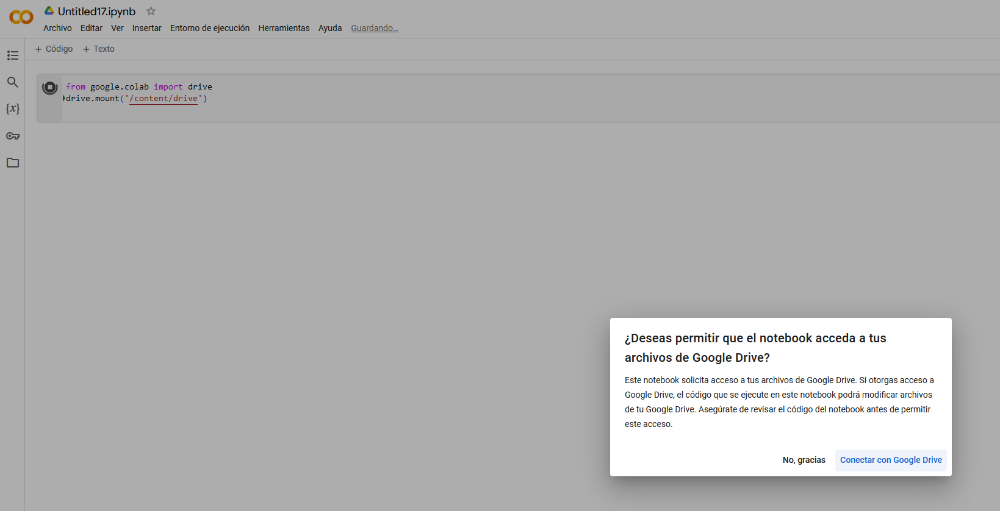 Untitled17.ipynb
Archivo Editar Ver Insertar Entorno de ejecución Herramientas Ayuda Guardando...
+ Código + Texto
{x}
from google.colab import drive
drive.mount('/content/drive')
¿Deseas permitir que el notebook acceda a tus
archivos de Google Drive?
Este notebook solicita acceso a tus archivos de Google Drive. Si otorgas acceso a
Google Drive, el código que se ejecute en este notebook podrá modificar archivos
de tu Google Drive. Asegúrate de revisar el código del notebook antes de permitir
este acceso.
No, gracias Conectar con Google Drive